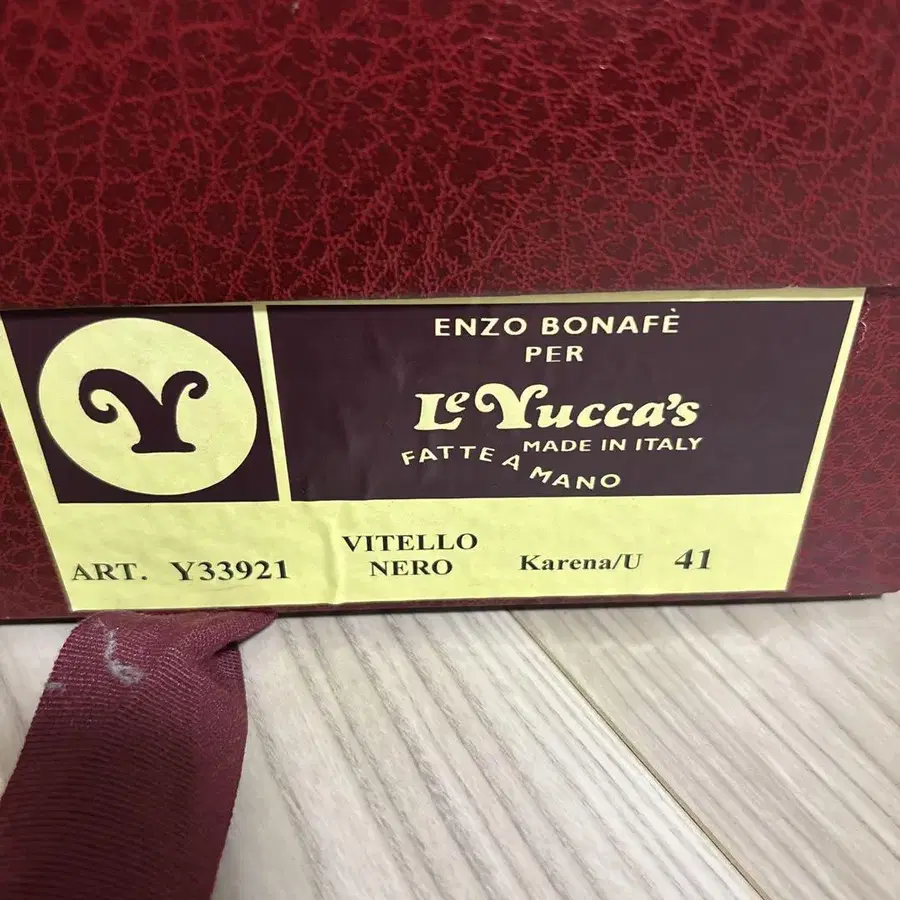 Y
ENZO BONAFÈ
PER
Le Yucca's
MADE IN ITALY
FATTE A MANO
ART. Y33921
VITELLO
NERO
Karena/U 41